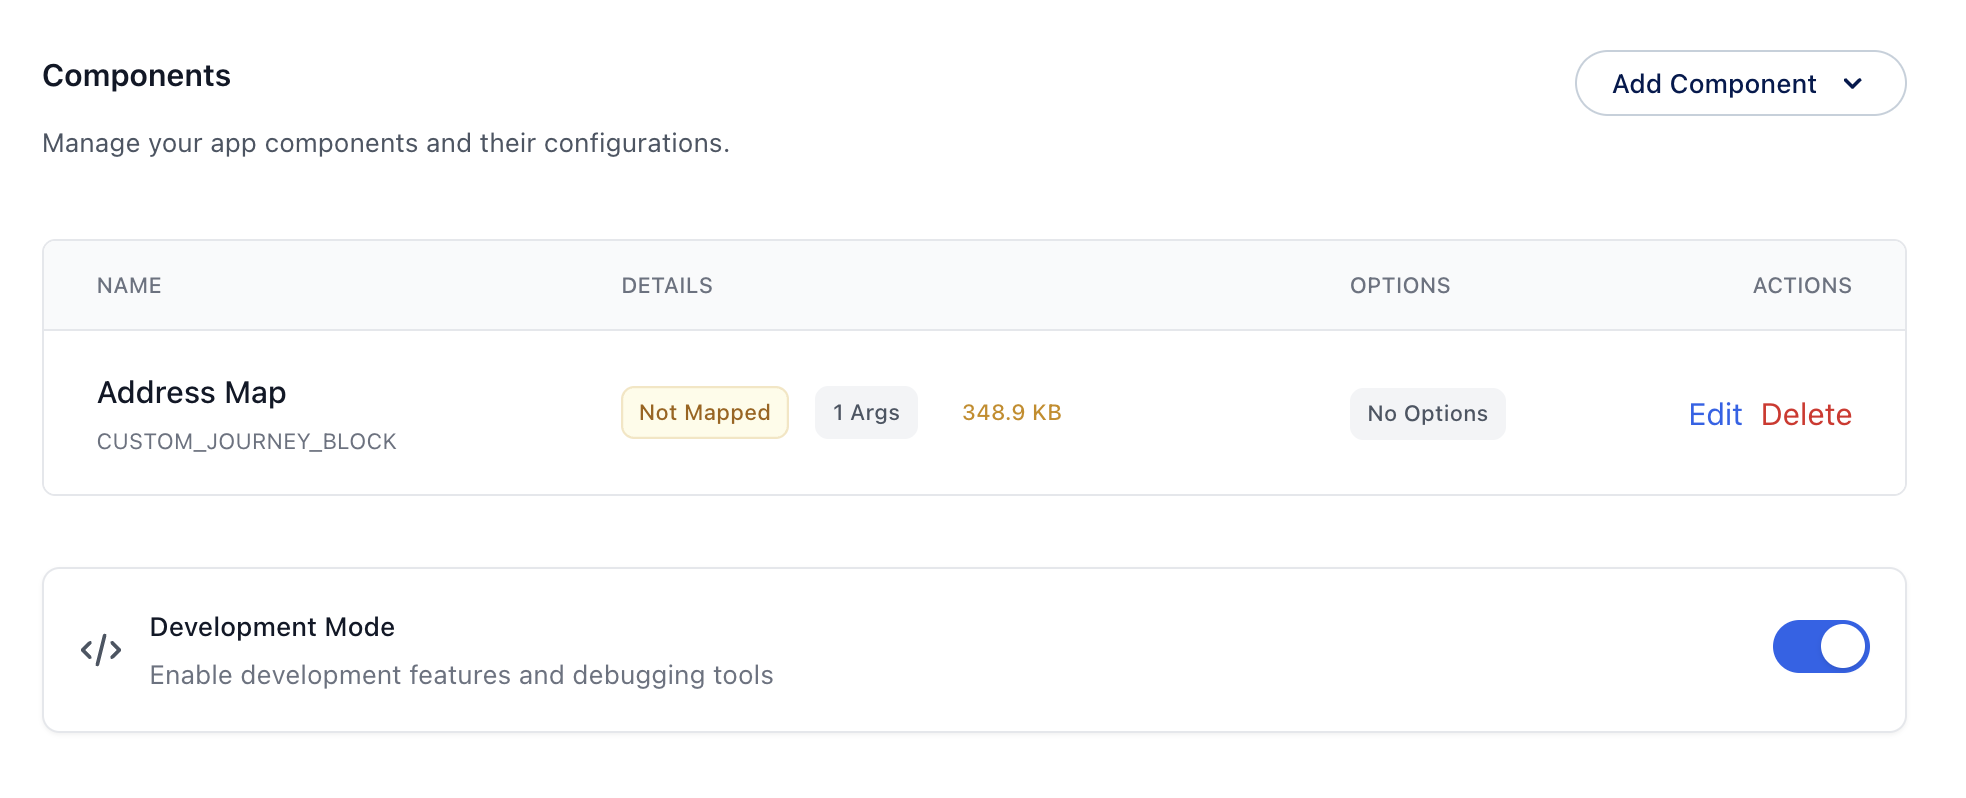 Components
Add Component
Manage your app components and their configurations.
NAME DETAILS OPTIONS ACTIONS
Address Map
CUSTOM_JOURNEY_BLOCK
Not Mapped 1 Args 348.9 KB No Options Edit Delete
Development Mode
Enable development features and debugging tools